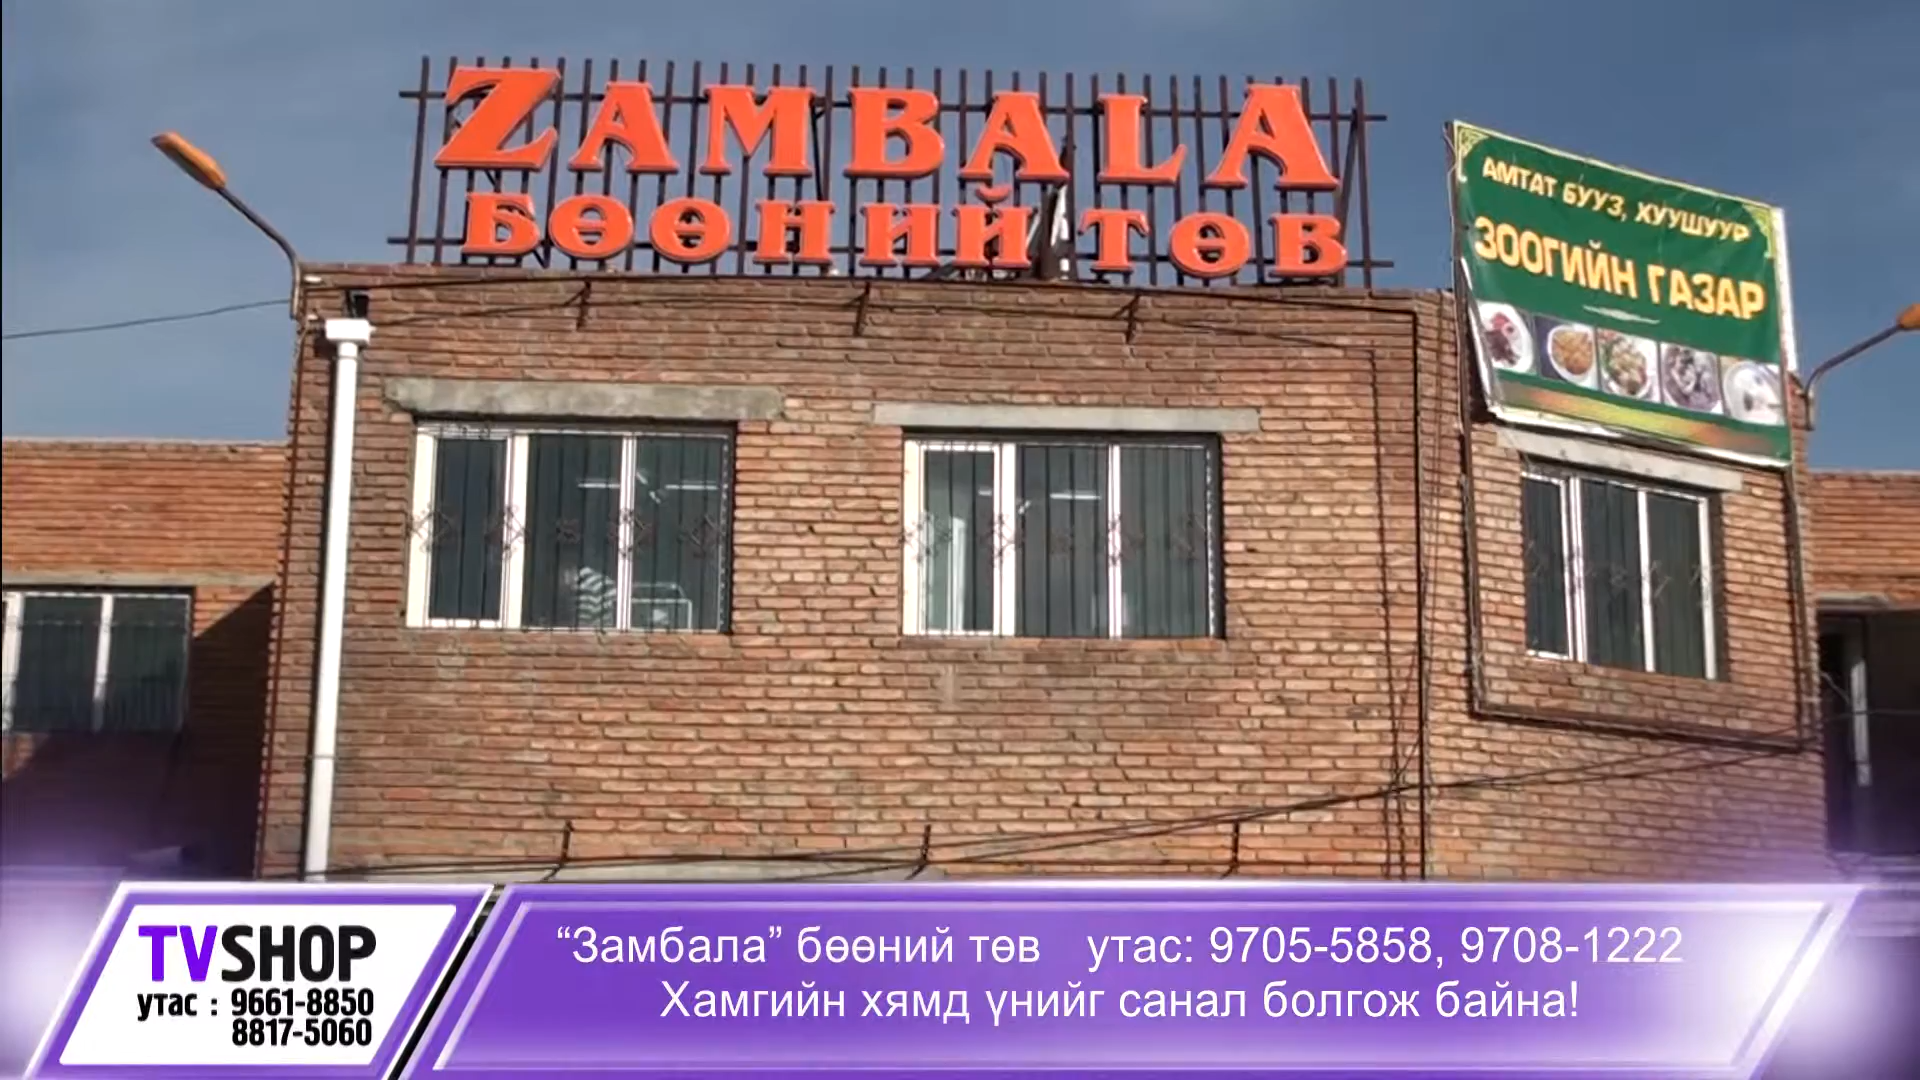 ZAMBALA
БӨӨНИЙ ТӨВ
АМТАТ БУУЗ, ХУУШУУР
ЗООГИЙН ГАЗАР
TVSHOP
утас : 9661-8850
8817-5060
“Замбала” бөөний төв утас: 9705-5858, 9708-1222
Хамгийн хямд үнийг санал болгож байна!